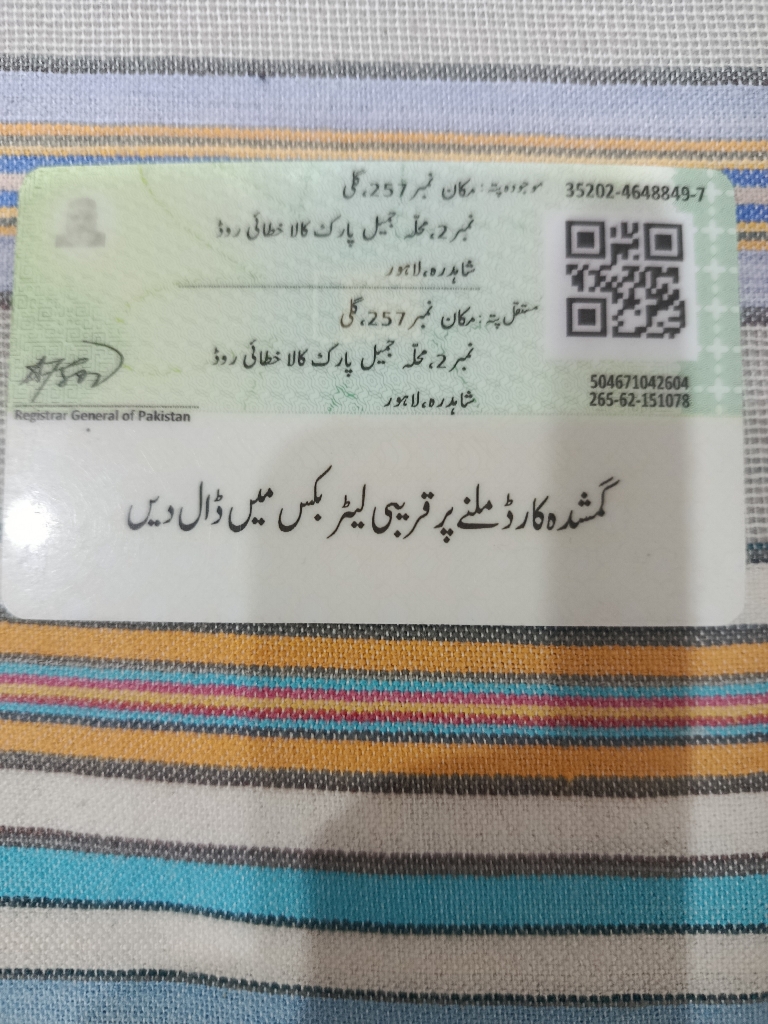 موجودہ پتہ: مکان نمبر 257، گلی
35202-4648849-7
نمبر 2، محلہ جمیل پارک کالا خطائی روڈ
شاہدرہ، لاہور
مستقل پتہ: مکان نمبر 257، گلی
نمبر 2، محلہ جمیل پارک کالا خطائی روڈ
شاہدرہ، لاہور
504671042604
265-62-151078
Registrar General of Pakistan
گمشدہ کارڈ ملنے پر قریبی لیٹر بکس میں ڈال دیں